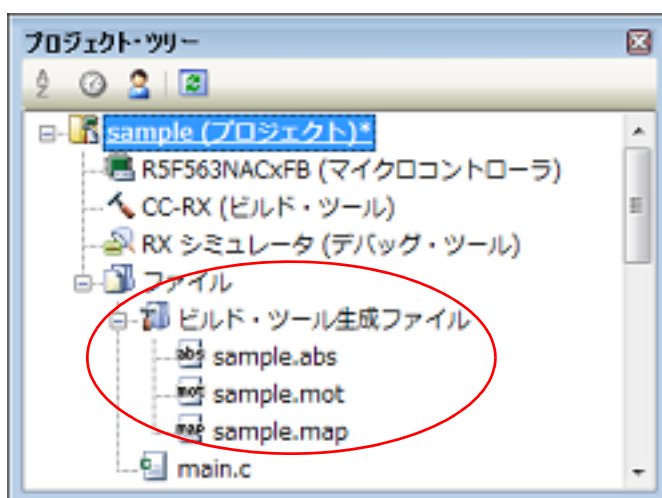 プロジェクト・ツリー
sample (プロジェクト)*
R5F563NACxFB (マイクロコントローラ)
CC-RX (ビルド・ツール)
RX シミュレータ (デバッグ・ツール)
ファイル
ビルド・ツール生成ファイル
abs sample.abs
mot sample.mot
map sample.map
main.c